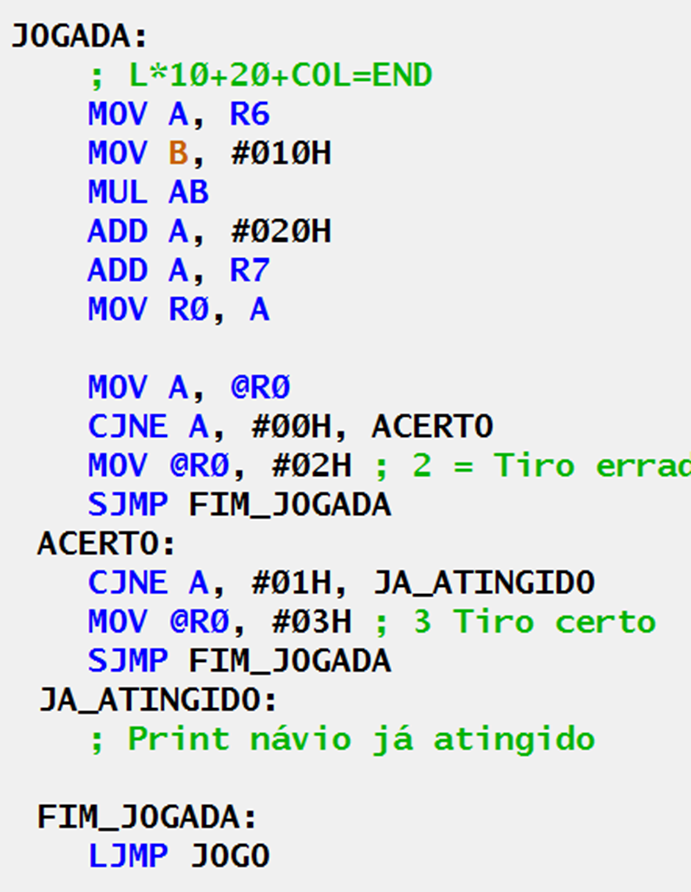 JOGADA:
; L*10+20+COL=END
MOV A, R6
MOV B, #010H
MUL AB
ADD A, #020H
ADD A, R7
MOV R0, A
MOV A, @R0
CJNE A, #00H, ACERTO
MOV @R0, #02H ; 2 = Tiro
SJMP FIM_JOGADA
ACERTO:
CJNE A, #01H, JA_ATINGIDO
MOV @R0, #03H ; 3 Tiro certo
SJMP FIM_JOGADA
JA_ATINGIDO:
; Print návio já atingido
FIM_JOGADA:
LJMP JOGO